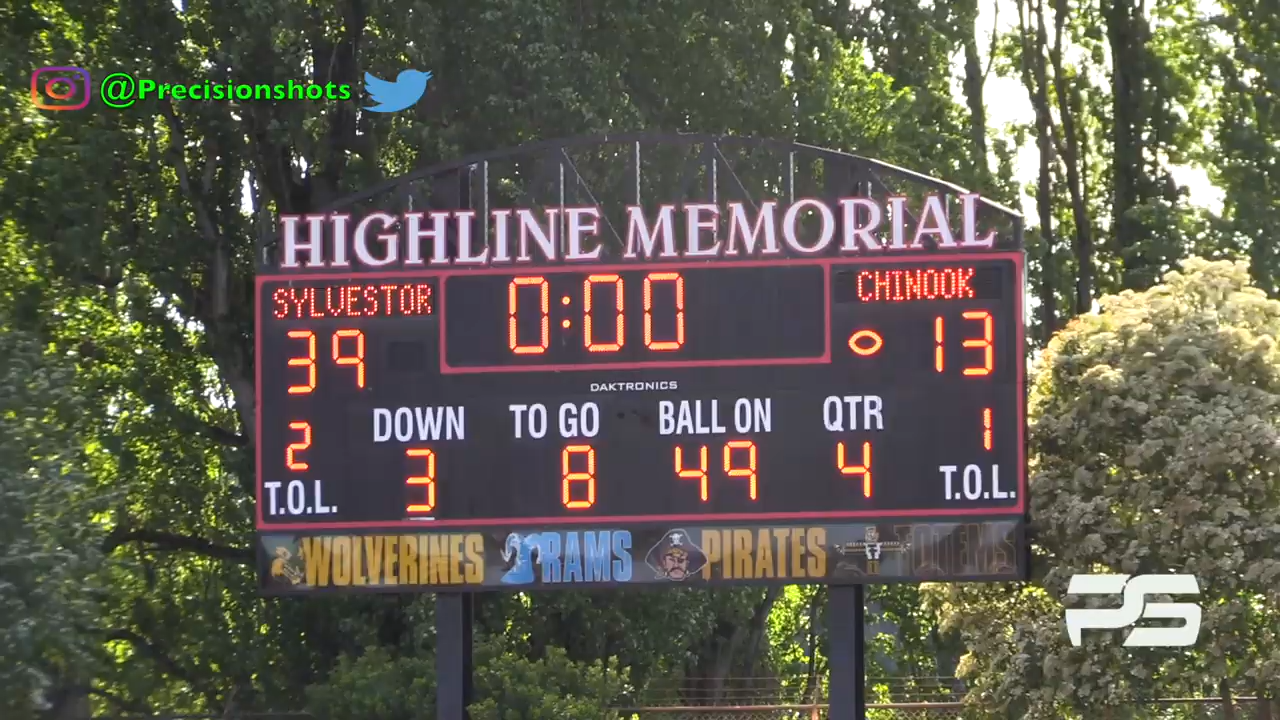 @Precisionshots
HIGHLINE MEMORIAL
SYLVESTOR 0:00 CHINOOK
39 13
DAKTRONICS
DOWN TO GO BALL ON QTR
2 3 8 49 4 1
T.O.L. T.O.L.
WOLVERINES RAMS PIRATES TOTEMS
PS